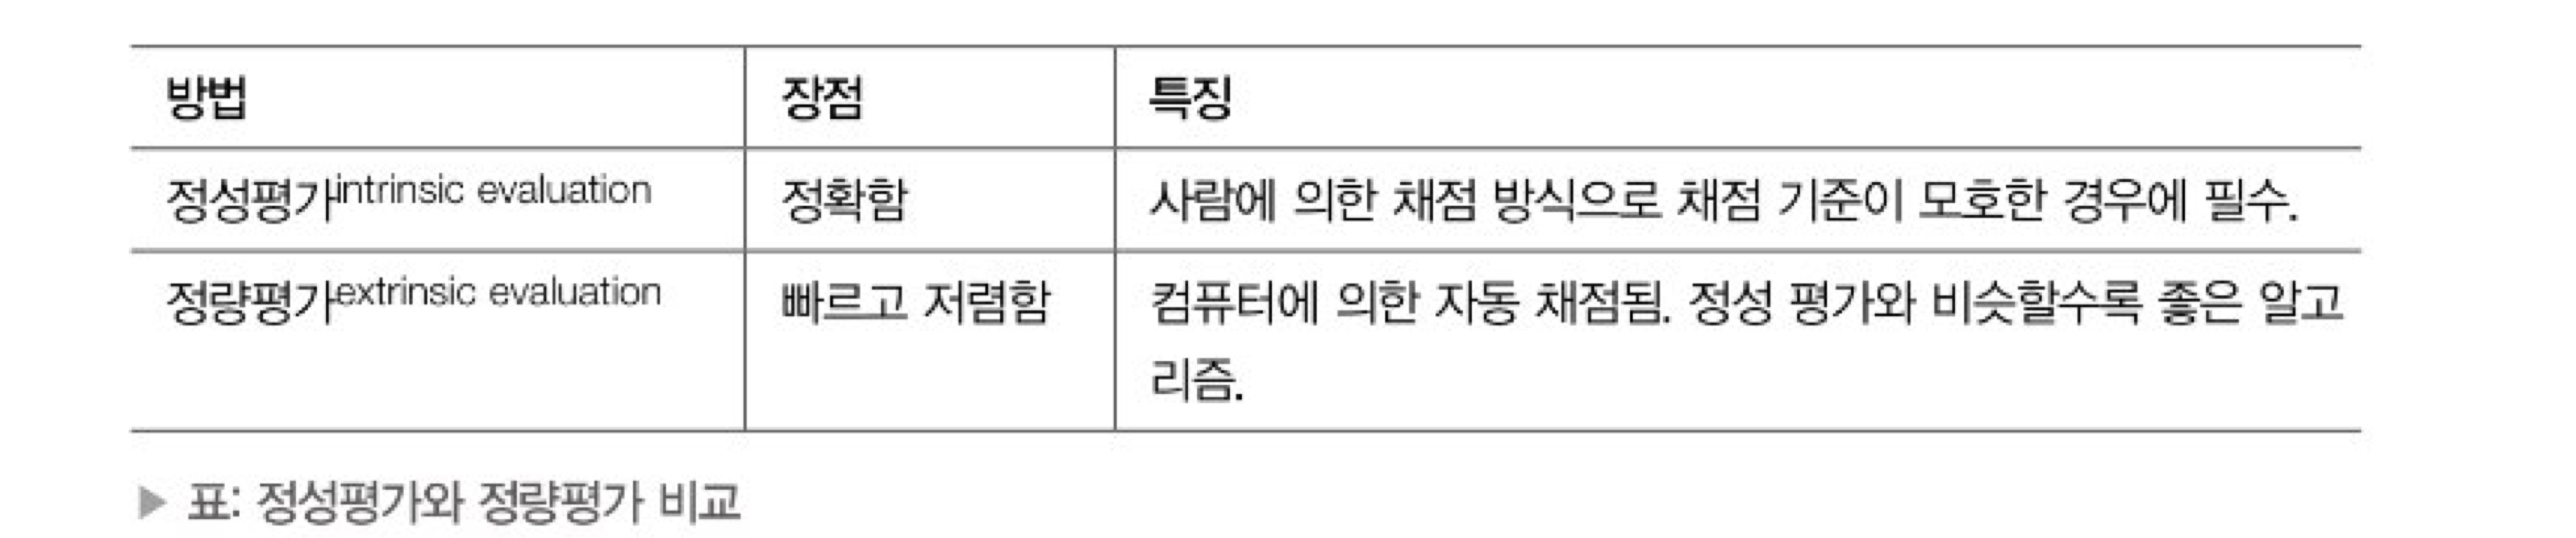 방법 장점 특징
정성평가intrinsic evaluation 정확함 사람에 의한 채점 방식으로 채점 기준이 모호한 경우에 필수.
정량평가extrinsic evaluation 빠르고 저렴함 컴퓨터에 의한 자동 채점됨. 정성 평가와 비슷할수록 좋은 알고
리즘.
▶ 표: 정성평가와 정량평가 비교